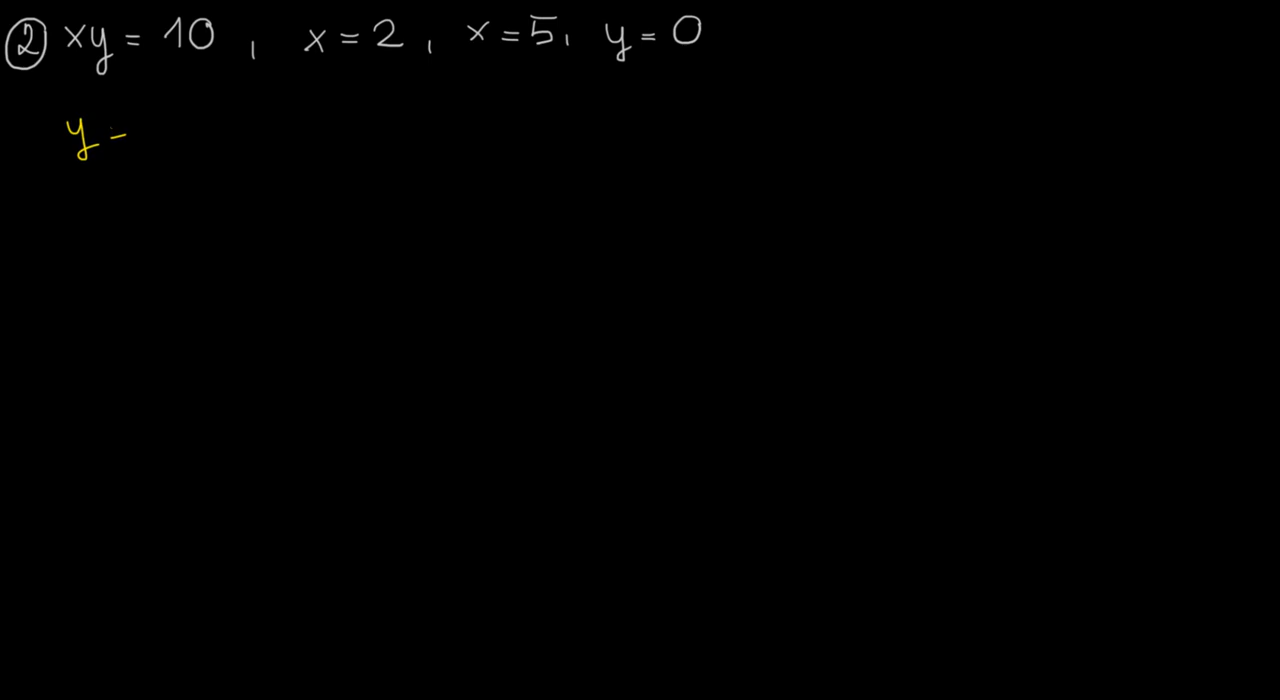 ② xy = 10 , x = 2 , x = 5, y = 0
y -